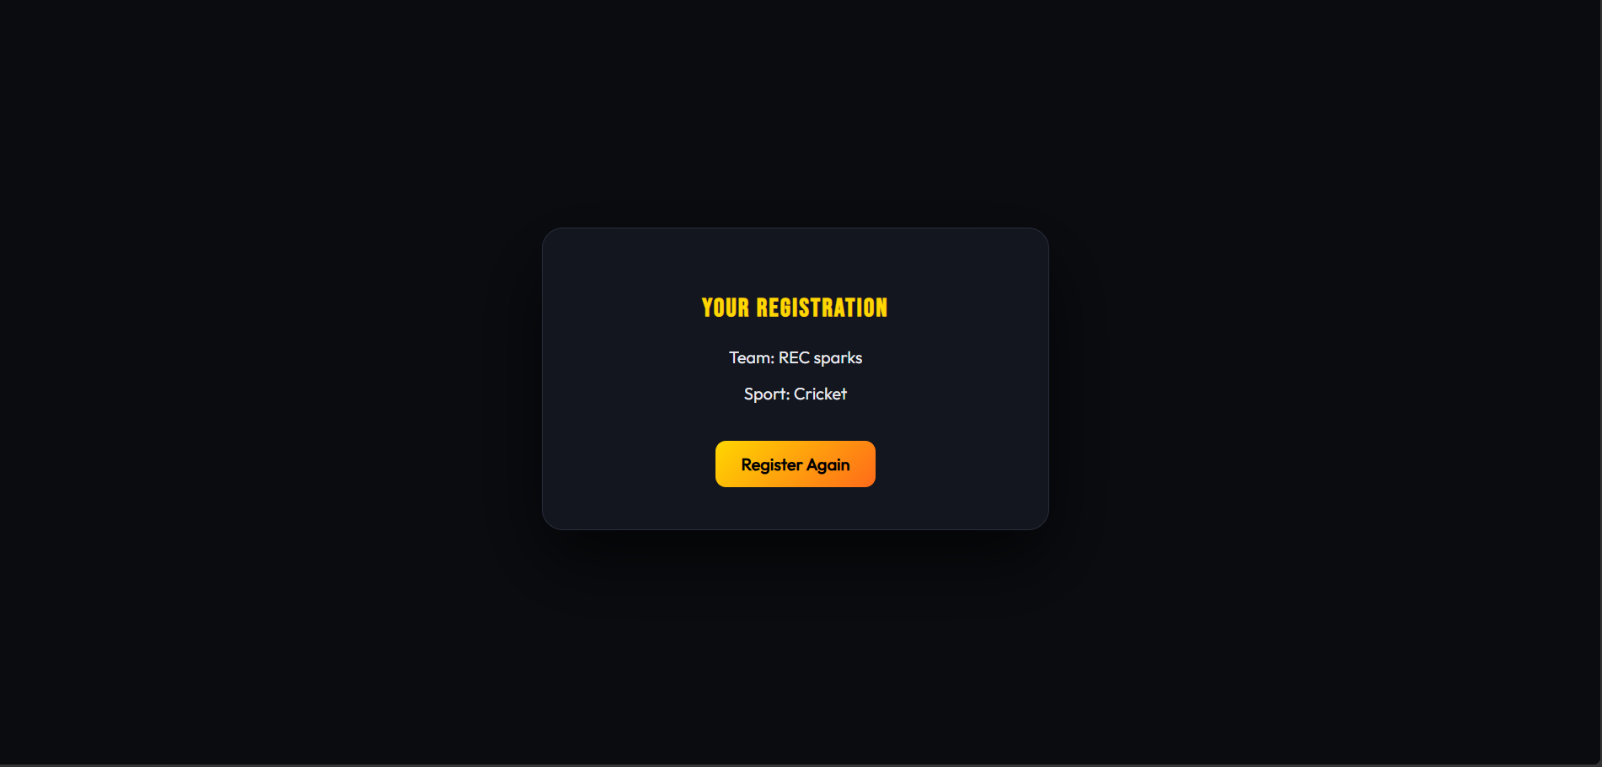 YOUR REGISTRATION
Team: REC sparks
Sport: Cricket
Register Again